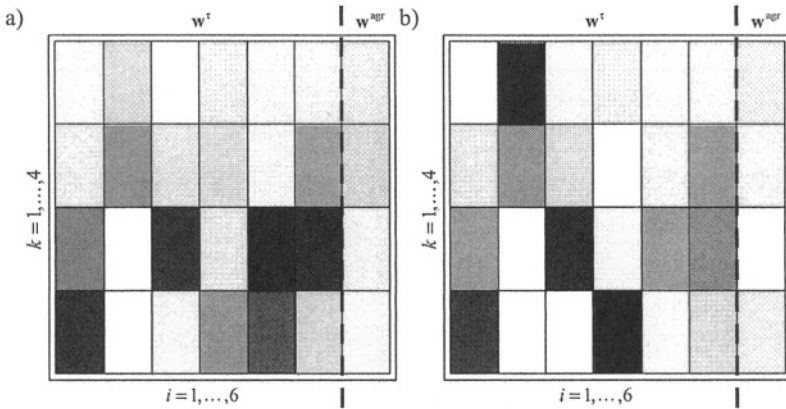 a)
w^τ
w^agr
k = 1,...,4
i = 1,...,6
b)
w^τ
w^agr
k = 1,...,4
i = 1,...,6